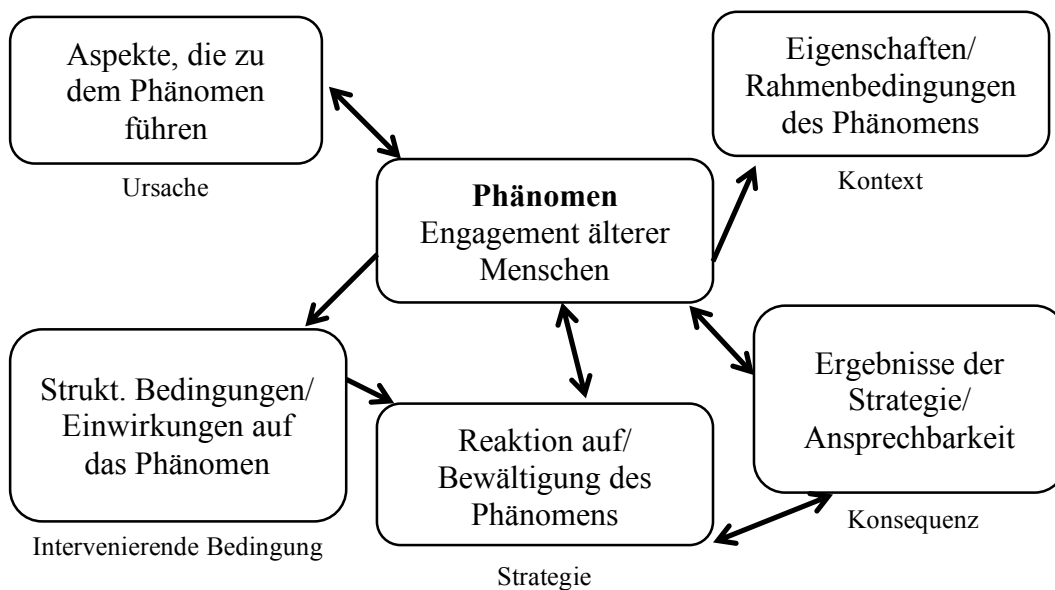 Aspekte, die zu
dem Phänomen
führen
Ursache
Eigenschaften/
Rahmenbedingungen
des Phänomens
Kontext
Phänomen
Engagement älterer
Menschen
Strukt. Bedingungen/
Einwirkungen auf
das Phänomen
Intervenierende Bedingung
Reaktion auf/
Bewältigung des
Phänomens
Strategie
Ergebnisse der
Strategie/
Ansprechbarkeit
Konsequenz